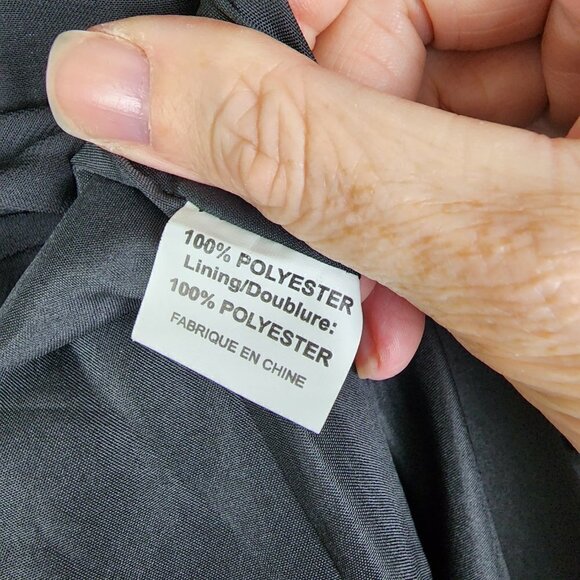 100% POLYESTER
Lining/Doublure:
100% POLYESTER
FABRIQUE EN CHINE